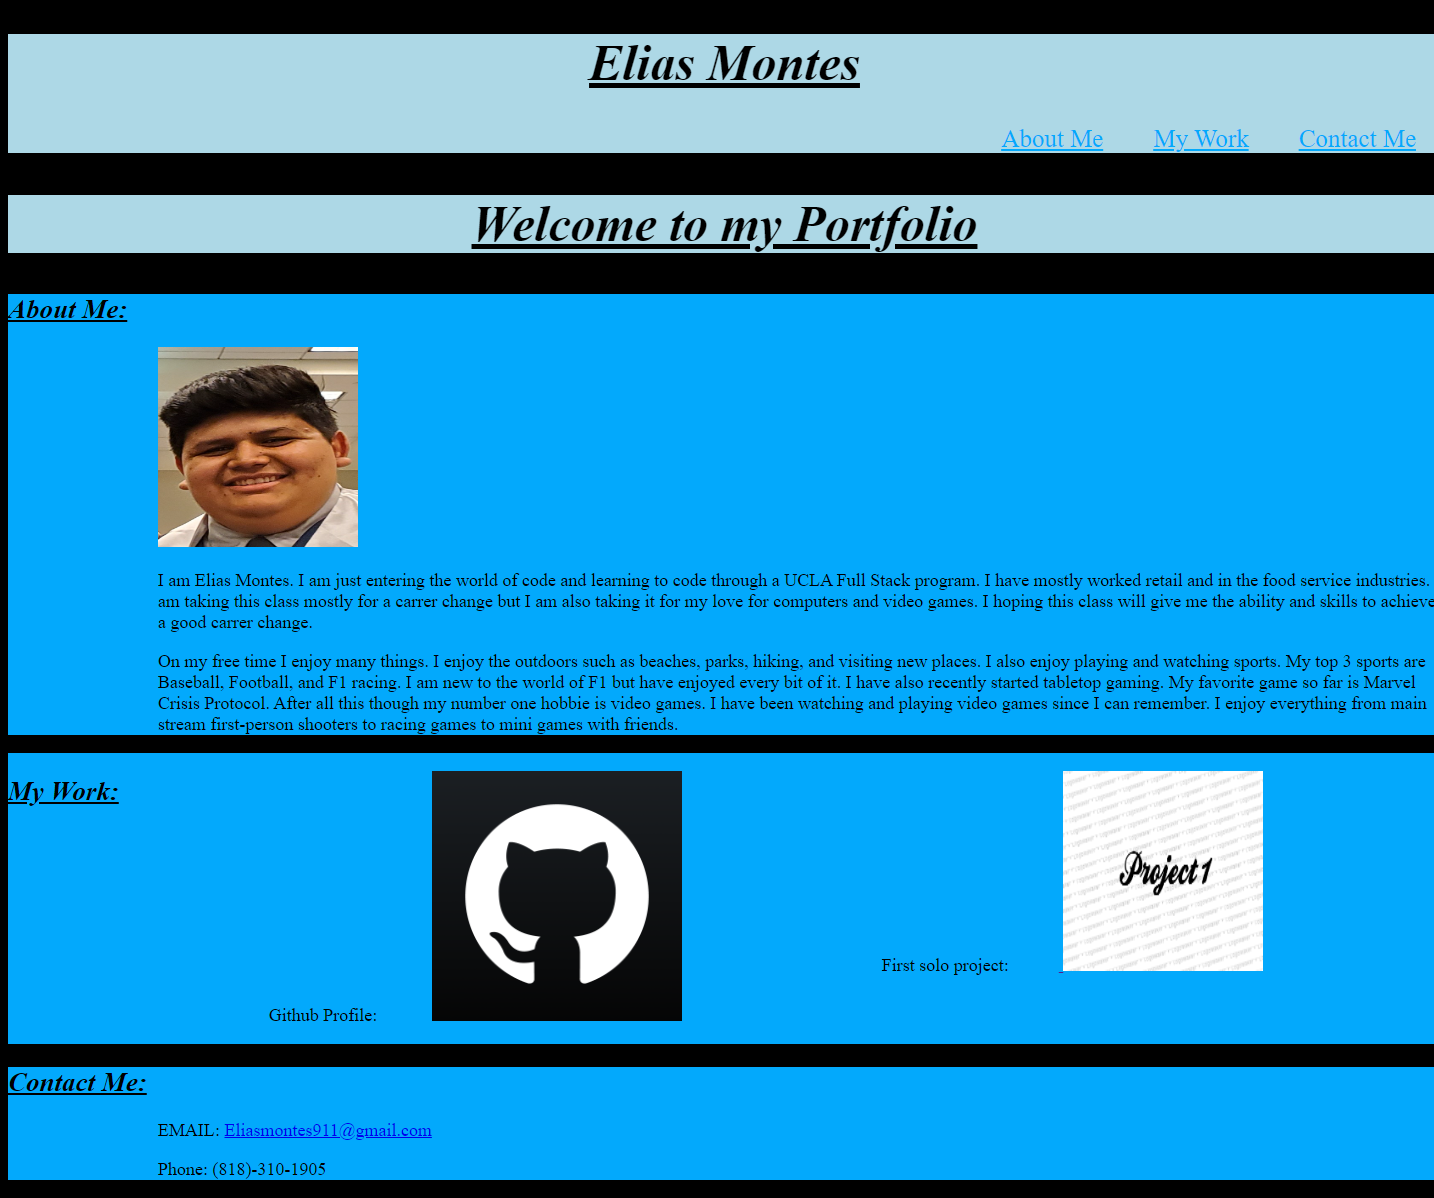 Elias Montes
About Me My Work Contact Me
Welcome to my Portfolio
About Me:
I am Elias Montes. I am just entering the world of code and learning to code through a UCLA Full Stack program. I have mostly worked retail and in the food service industries.
am taking this class mostly for a carrer change but I am also taking it for my love for computers and video games. I hoping this class will give me the ability and skills to achieve
a good carrer change.
On my free time I enjoy many things. I enjoy the outdoors such as beaches, parks, hiking, and visiting new places. I also enjoy playing and watching sports. My top 3 sports are
Baseball, Football, and F1 racing. I am new to the world of F1 but have enjoyed every bit of it. I have also recently started tabletop gaming. My favorite game so far is Marvel
Crisis Protocol. After all this though my number one hobbie is video games. I have been watching and playing video games since I can remember. I enjoy everything from main
stream first-person shooters to racing games to mini games with friends.
My Work:
Project 1
First solo project:
Github Profile:
Contact Me:
EMAIL: Eliasmontes911@gmail.com
Phone: (818)-310-1905